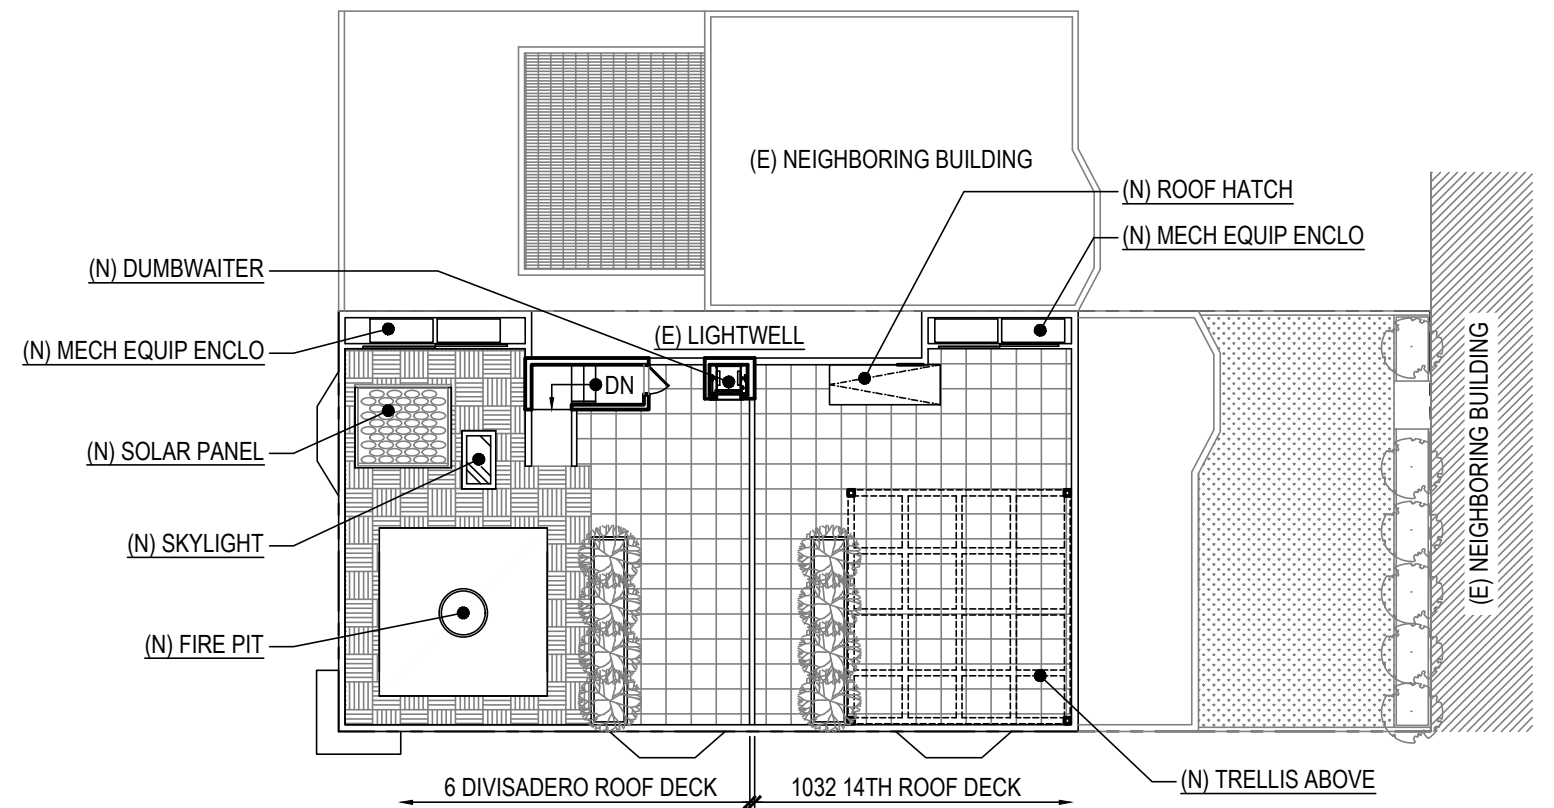 (E) NEIGHBORING BUILDING
(N) ROOF HATCH
(N) MECH EQUIP ENCLO
(N) DUMBWAITER
(E) LIGHTWELL
(N) MECH EQUIP ENCLO
DN
(N) SOLAR PANEL
(N) SKYLIGHT
(N) FIRE PIT
(E) NEIGHBORING BUILDING
6 DIVISADERO ROOF DECK
1032 14TH ROOF DECK
(N) TRELLIS ABOVE